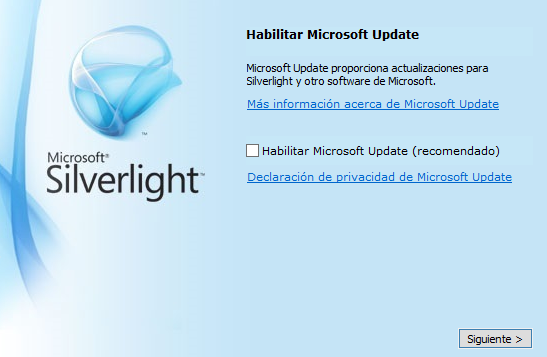 Habilitar Microsoft Update
Microsoft Update proporciona actualizaciones para
Silverlight y otro software de Microsoft.
Más información acerca de Microsoft Update
Habilitar Microsoft Update (recomendado)
Declaración de privacidad de Microsoft Update
™
Microsoft®
Silverlight™
Siguiente >